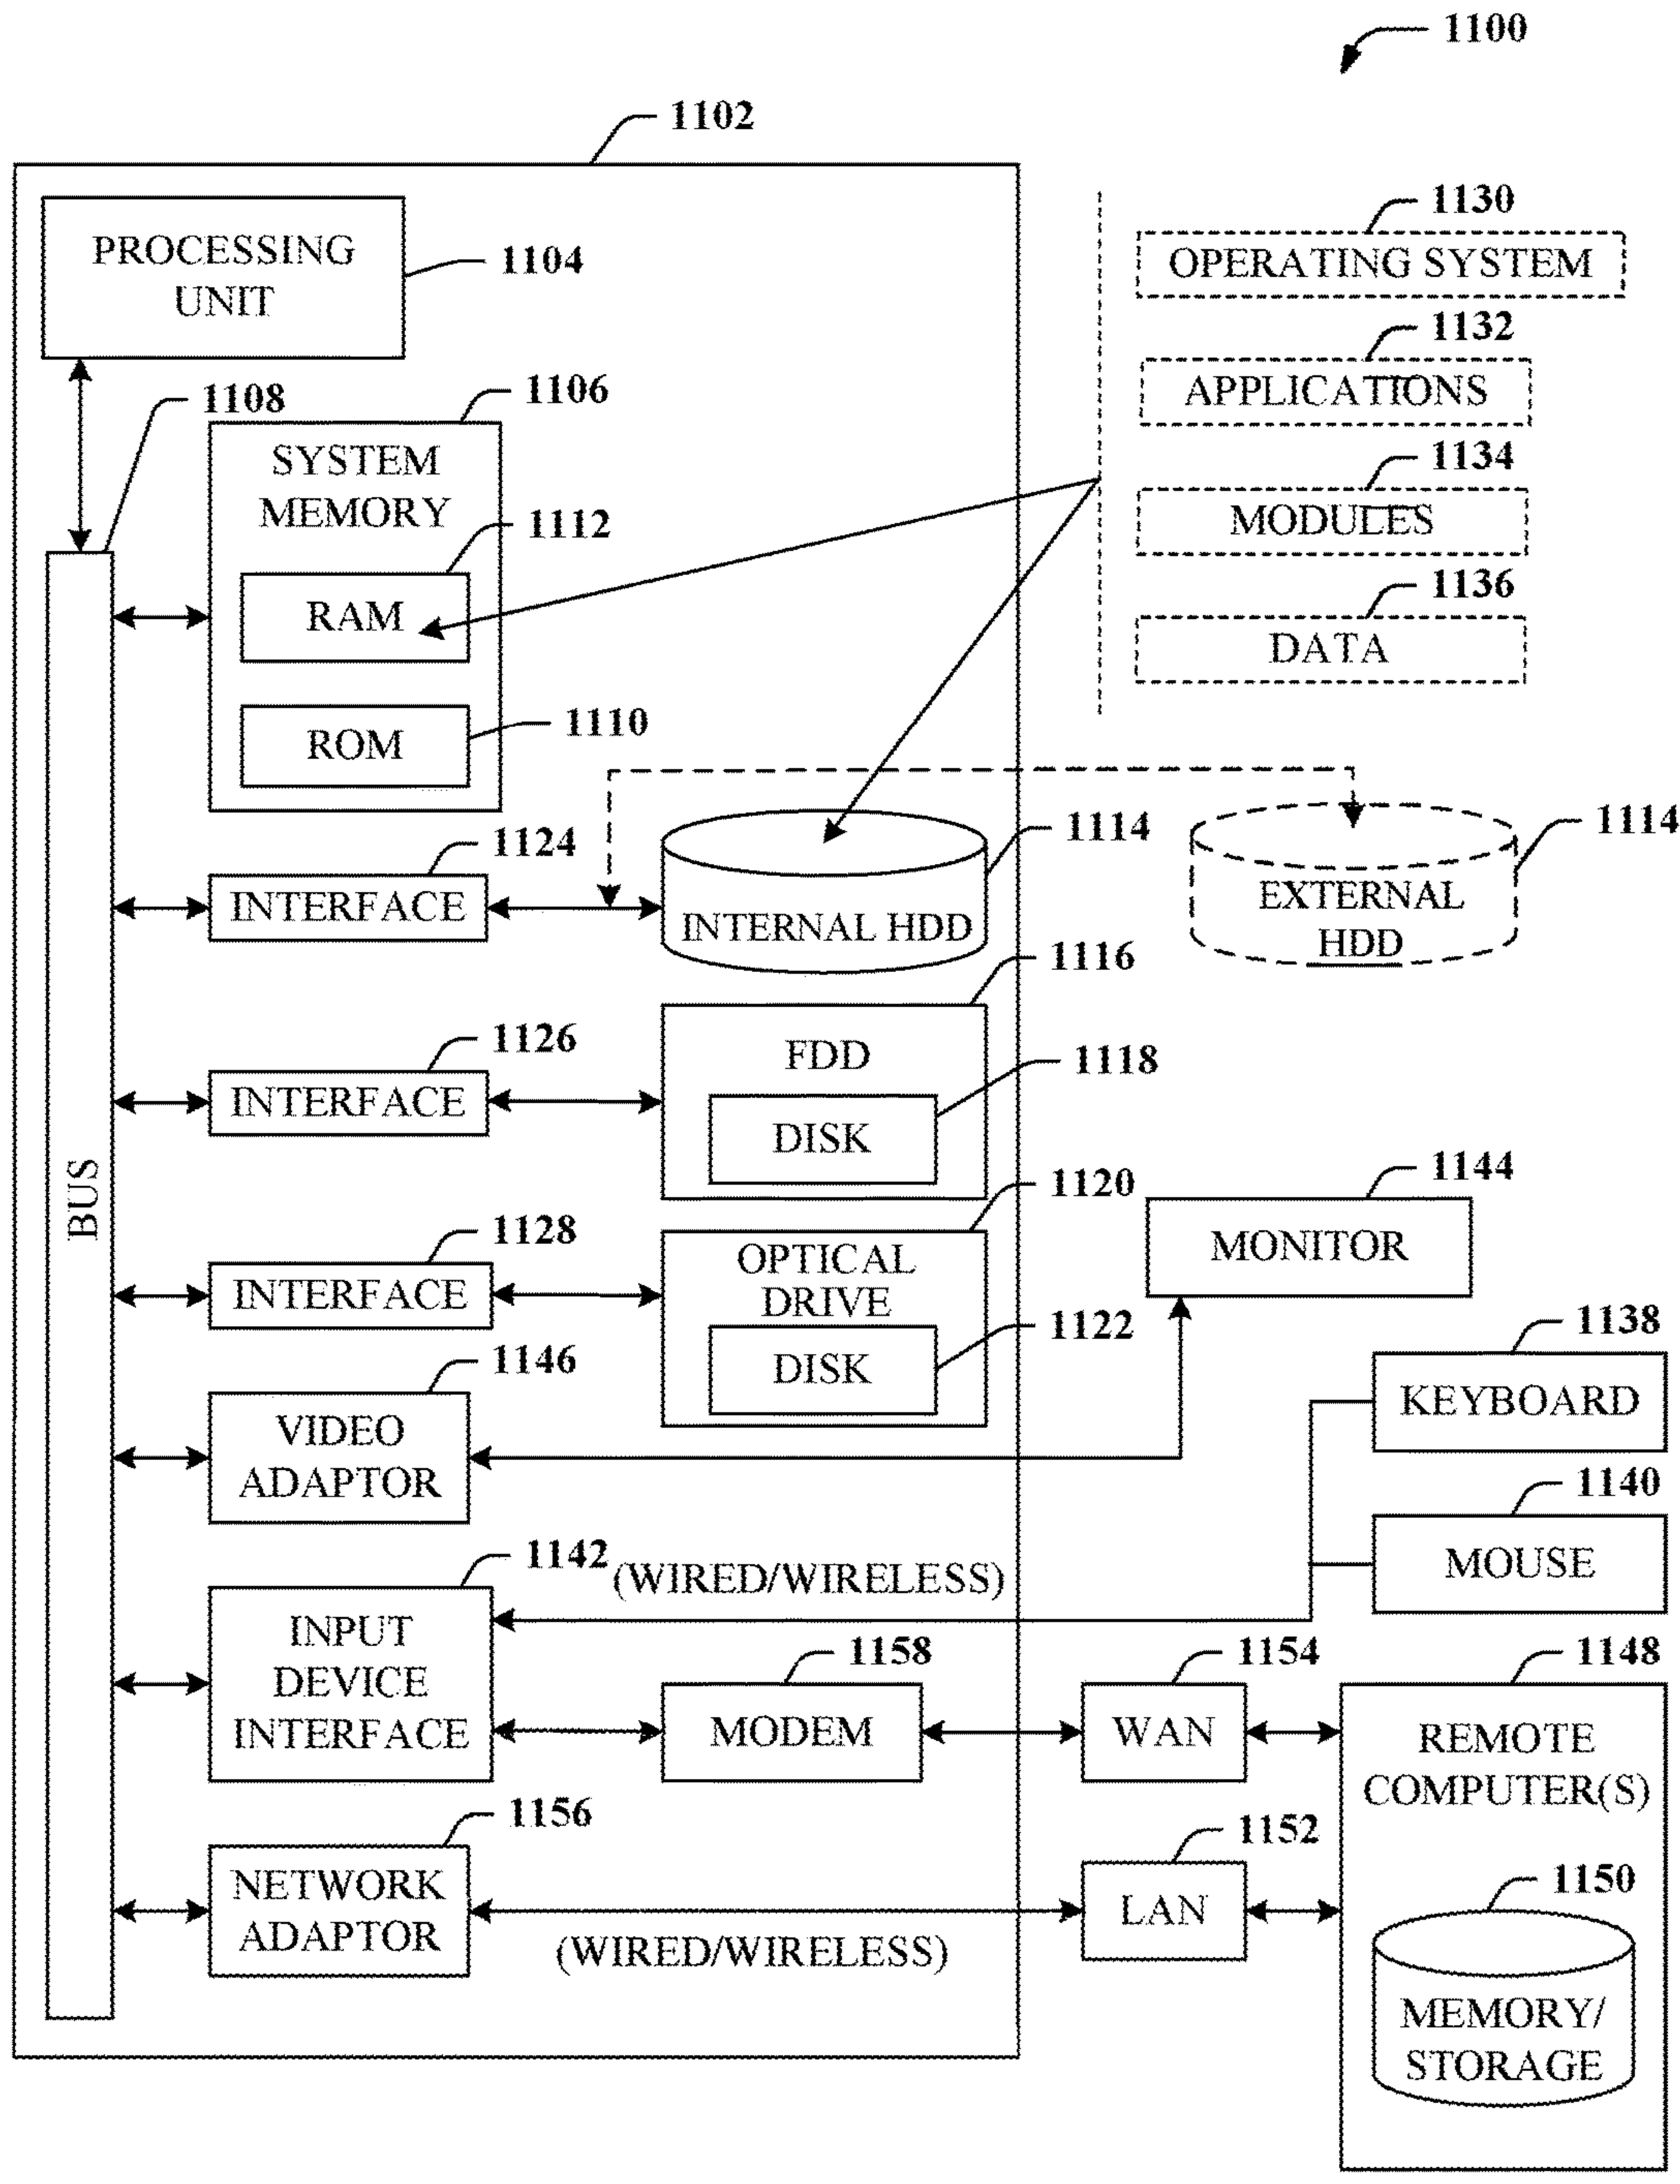 1100
1102
PROCESSING
UNIT
1104
1130
OPERATING SYSTEM
1132
APPLICATIONS
1134
MODULES
1136
DATA
1108
1106
SYSTEM
MEMORY
1112
RAM
1110
ROM
1124
INTERFACE
1114
INTERNAL HDD
1114
EXTERNAL
HDD
1126
INTERFACE
1116
FDD
1118
DISK
BUS
1128
INTERFACE
1120
OPTICAL
DRIVE
1122
DISK
1144
MONITOR
1146
VIDEO
ADAPTOR
1138
KEYBOARD
1140
MOUSE
1142
(WIRED/WIRELESS)
INPUT
DEVICE
INTERFACE
1158
MODEM
1154
WAN
1148
REMOTE
COMPUTER(S)
1156
NETWORK
ADAPTOR
(WIRED/WIRELESS)
1152
LAN
1150
MEMORY/
STORAGE